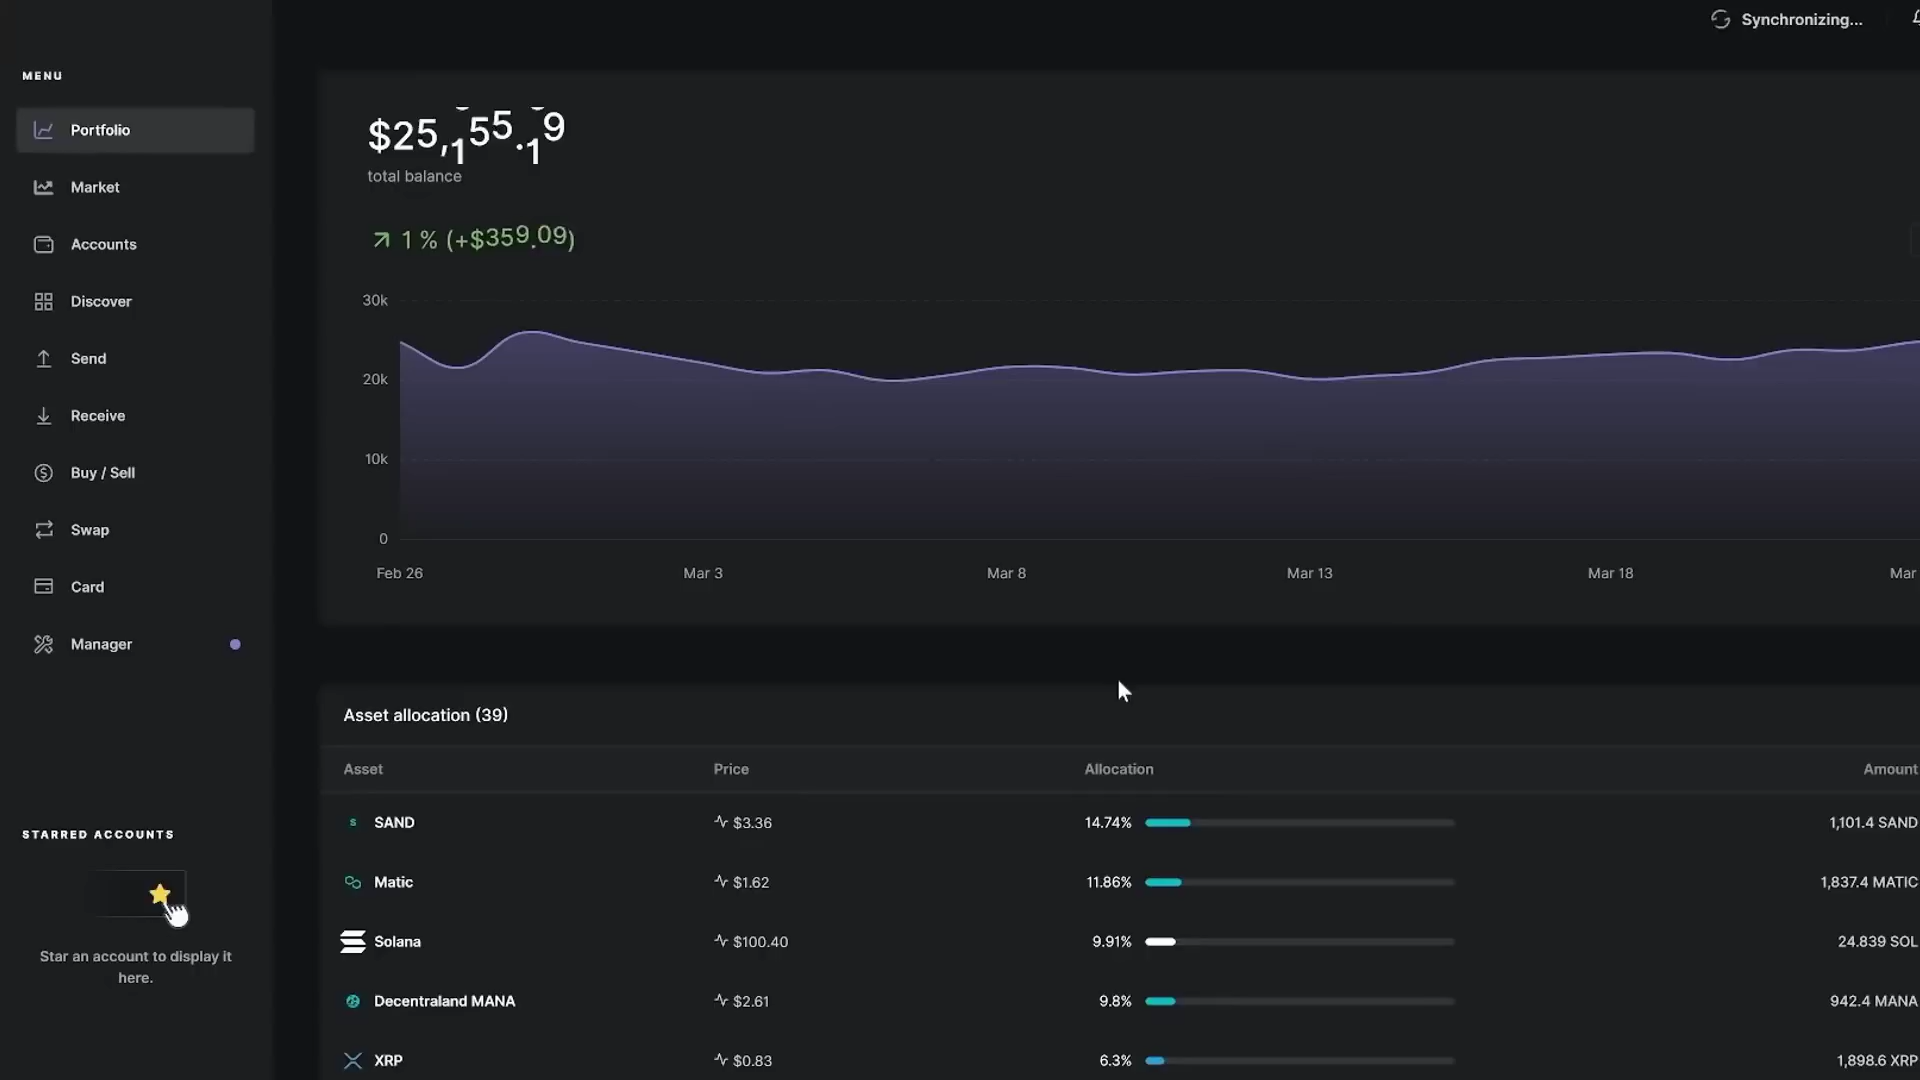 Synchronizing...
MENU
Portfolio
Market
Accounts
Discover
Send
Receive
Buy / Sell
Swap
Card
Manager
STARRED ACCOUNTS
Star an account to display it
here.
$25,155.19
total balance
1 % (+$359.09)
30k
20k
10k
0
Feb 26
Mar 3
Mar 8
Mar 13
Mar 18
Mar
Asset allocation (39)
Asset Price Allocation Amount
SAND $3.36 14.74% 1,101.4 SAND
Matic $1.62 11.86% 1,837.4 MATIC
Solana $100.40 9.91% 24.839 SOL
Decentraland MANA $2.61 9.8% 942.4 MANA
XRP $0.83 6.3% 1,898.6 XRP